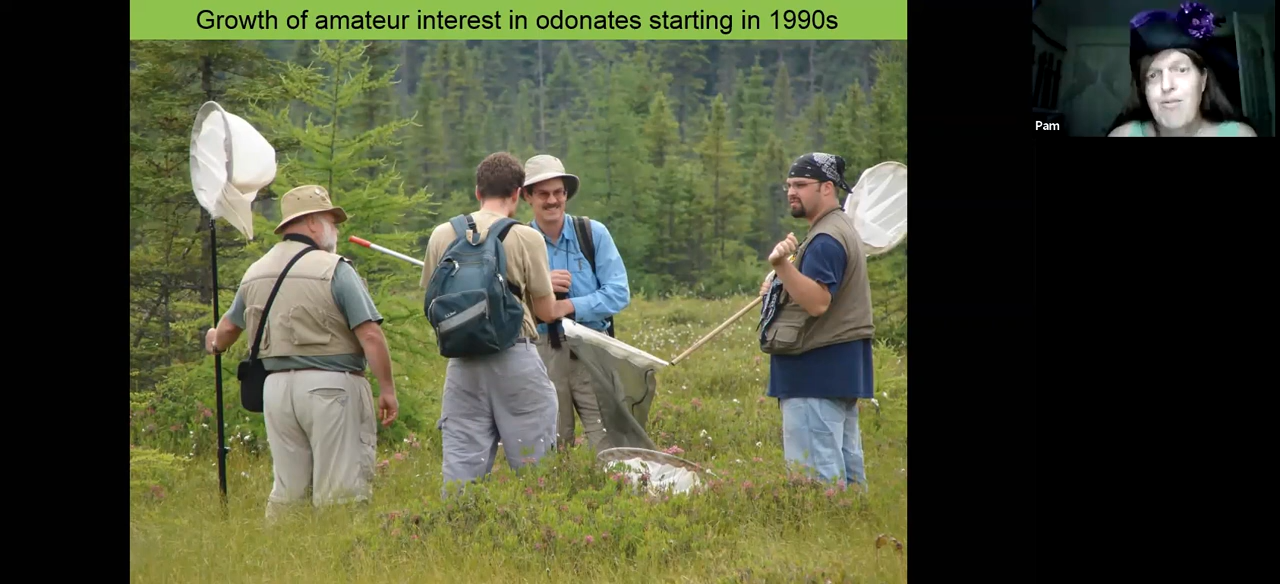 Growth of amateur interest in odonates starting in 1990s
Pam